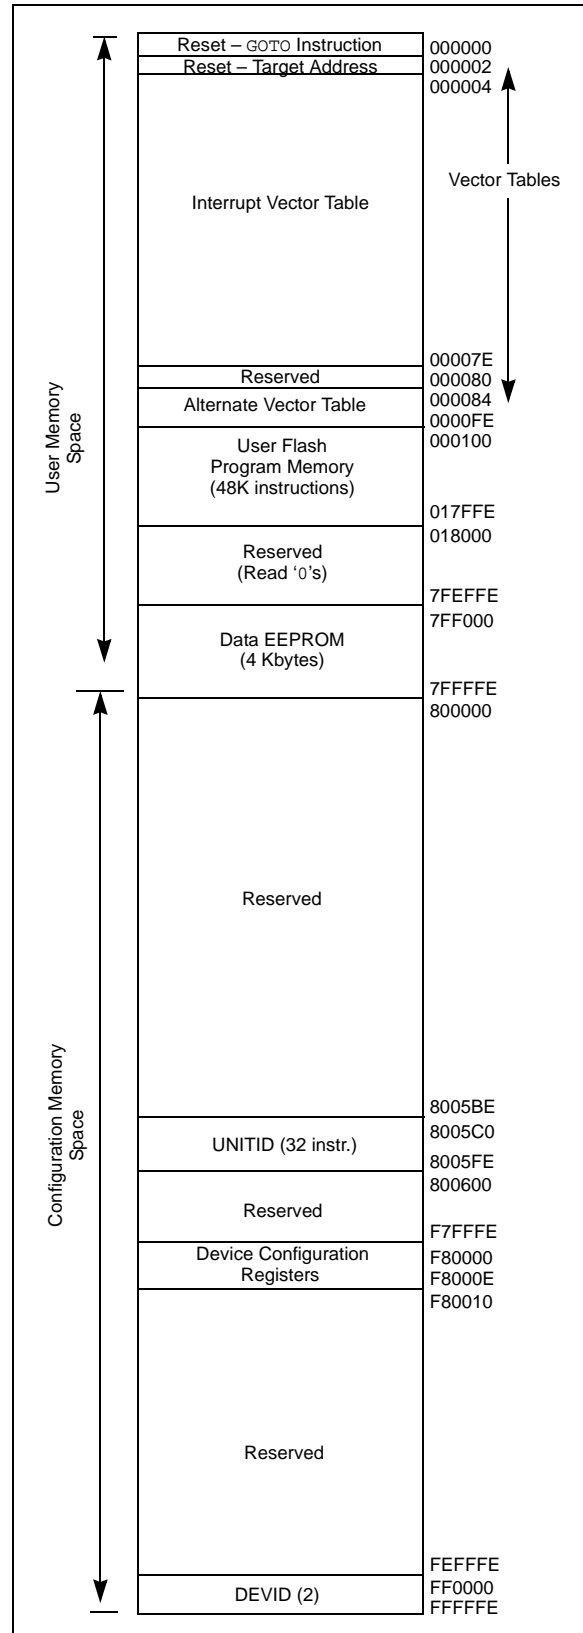 Reset – GOTO Instruction
000000
Reset – Target Address
000002
000004
Vector Tables
Interrupt Vector Table
00007E
Reserved
000080
Alternate Vector Table
000084
0000FE
User Flash
Program Memory
(48K instructions)
000100
017FFE
018000
Reserved
(Read ‘0’s)
7FEFFE
7FF000
Data EEPROM
(4 Kbytes)
7FFFFE
800000
User Memory
Space
Reserved
8005BE
8005C0
UNITID (32 instr.)
8005FE
800600
Reserved
F7FFFE
Device Configuration
Registers
F80000
F8000E
F80010
Configuration Memory
Space
Reserved
FEFFFE
FF0000
DEVID (2)
FFFFFE